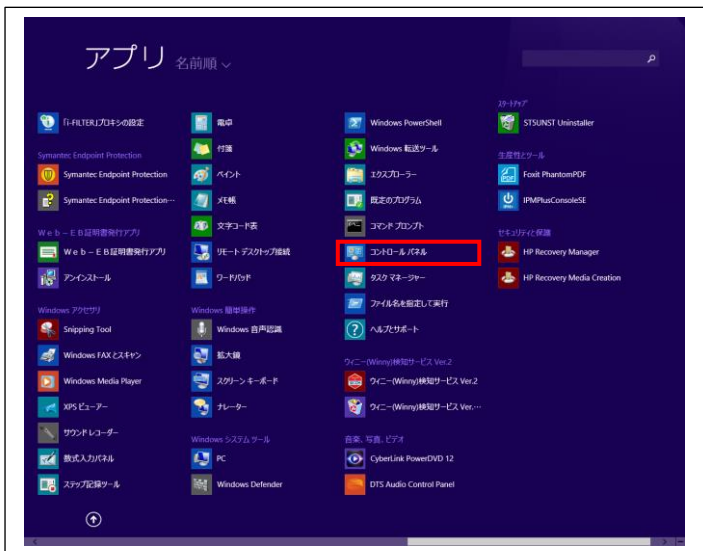 アプリ 名前順
「i-FILTER」プロキシの設定
Symantec Endpoint Protection
Symantec Endpoint Protection
Symantec Endpoint Protection…
Web－EB証明書発行アプリ
Web－EB証明書発行アプリ
アンインストール
Windows アクセサリ
Snipping Tool
Windows FAX とスキャン
Windows Media Player
XPS ビューアー
サウンド レコーダー
数式入力パネル
ステップ記録ツール
電卓
付箋
ペイント
メモ帳
文字コード表
リモート デスクトップ接続
ワードパッド
Windows 簡単操作
Windows 音声認識
拡大鏡
スクリーン キーボード
ナレーター
Windows システム ツール
PC
Windows Defender
Windows PowerShell
Windows 転送ツール
エクスプローラー
既定のプログラム
コマンド プロンプト
コントロール パネル
タスク マネージャー
ファイル名を指定して実行
ヘルプとサポート
ウィニー(Winny)検知サービス Ver.2
ウィニー(Winny)検知サービス Ver.2
ウィニー(Winny)検知サービス Ver.…
音楽、写真、ビデオ
CyberLink PowerDVD 12
DTS Audio Control Panel
スタートアップ
ST5UNST Uninstaller
生産性とツール
Foxit PhantomPDF
IPMPlusConsoleSE
セキュリティと保護
HP Recovery Manager
HP Recovery Media Creation